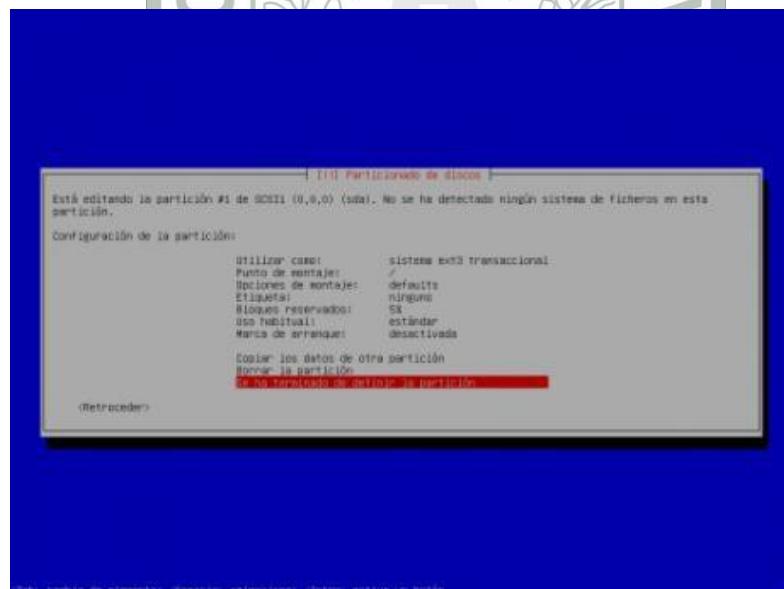 [!!] Particionado de discos
Está editando la partición #1 de SCSI1 (0,0,0) (sda). No se ha detectado ningún sistema de ficheros en esta
partición.
Configuración de la partición:
Utilizar como: sistema ext3 transaccional
Punto de montaje: /
Opciones de montaje: defaults
Etiqueta: ninguno
Bloques reservados: 5%
Uso habitual: estándar
Marca de arranque: desactivada
Copiar los datos de otra partición
Borrar la partición
Se ha terminado de definir la partición
<Retroceder>